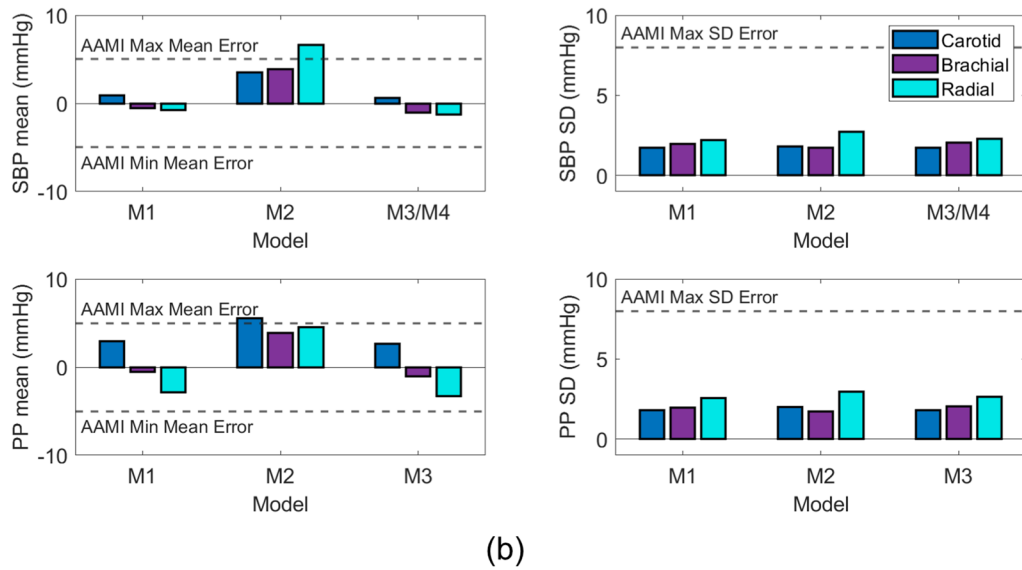 10
AAMI Max Mean Error
0
AAMI Min Mean Error
-10
SBP mean (mmHg)
M1 M2 M3/M4
Model
10
AAMI Max SD Error
5
0
SBP SD (mmHg)
Carotid
Brachial
Radial
M1 M2 M3/M4
Model
10
AAMI Max Mean Error
0
AAMI Min Mean Error
-10
PP mean (mmHg)
M1 M2 M3
Model
10
AAMI Max SD Error
5
0
PP SD (mmHg)
M1 M2 M3
Model
(b)